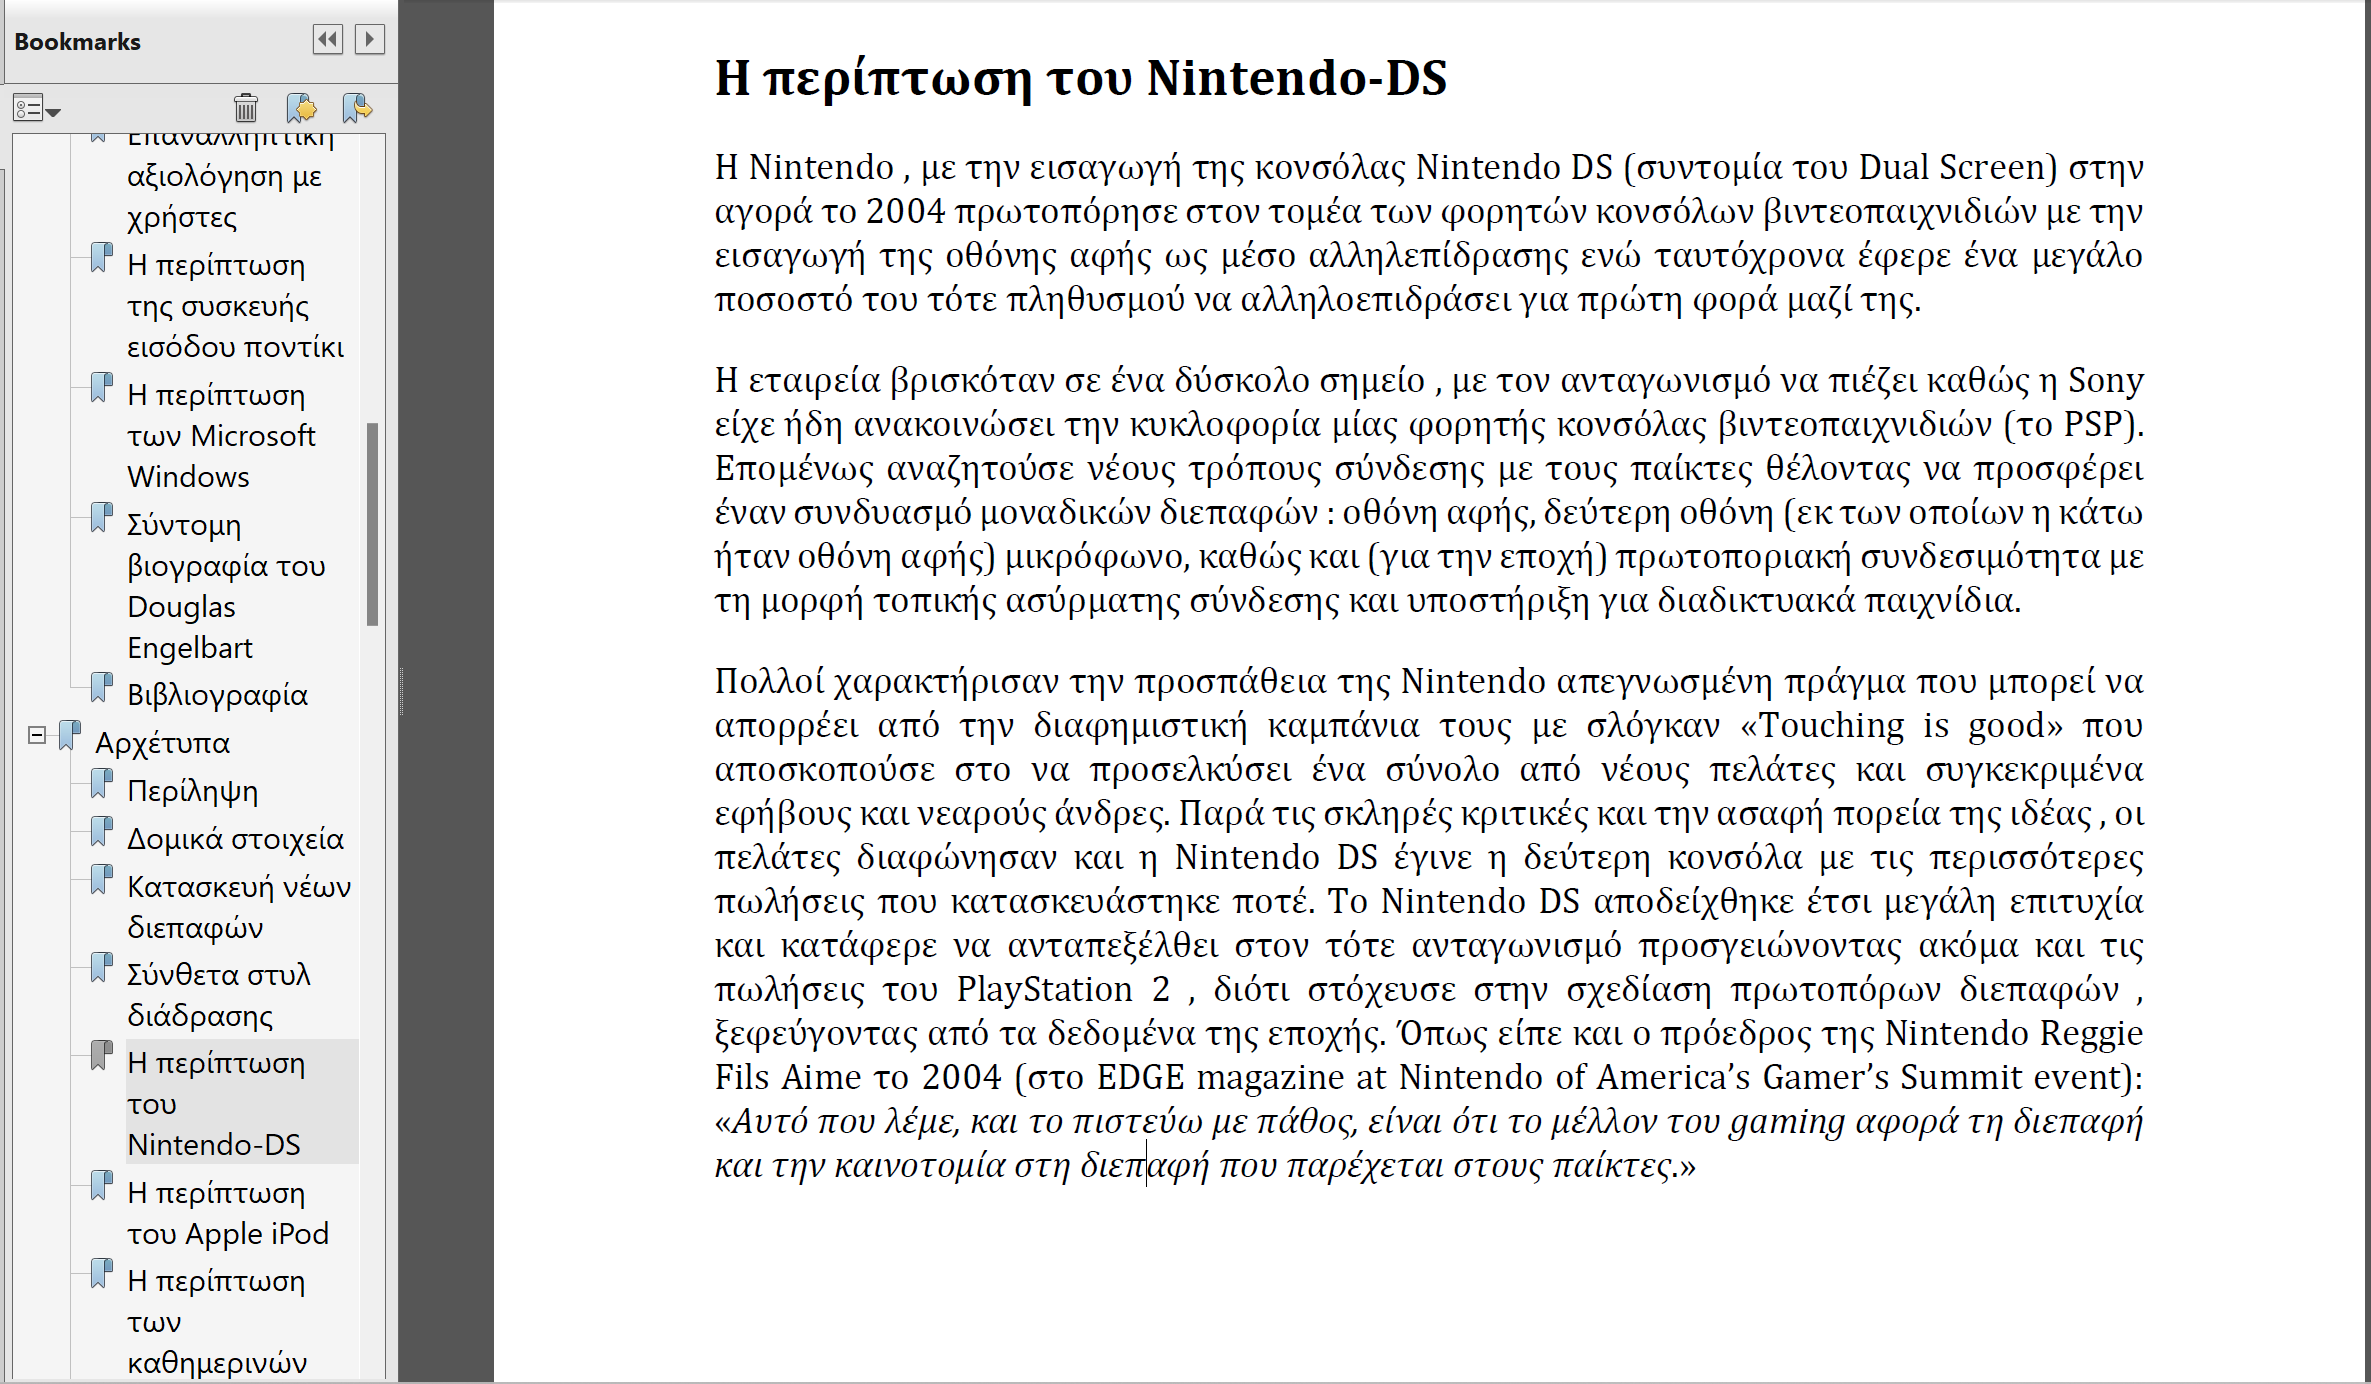 Bookmarks
Επαναληπτική
αξιολόγηση με
χρήστες
Η περίπτωση
της συσκευής
εισόδου ποντίκι
Η περίπτωση
των Microsoft
Windows
Σύντομη
βιογραφία του
Douglas
Engelbart
Βιβλιογραφία
Αρχέτυπα
Περίληψη
Δομικά στοιχεία
Κατασκευή νέων
διεπαφών
Σύνθετα στυλ
διάδρασης
Η περίπτωση
του
Nintendo-DS
Η περίπτωση
του Apple iPod
Η περίπτωση
των
καθημερινών
Η περίπτωση του Nintendo-DS
Η Nintendo , με την εισαγωγή της κονσόλας Nintendo DS (συντομία του Dual Screen) στην
αγορά το 2004 πρωτοπόρησε στον τομέα των φορητών κονσόλων βιντεοπαιχνιδιών με την
εισαγωγή της οθόνης αφής ως μέσο αλληλεπίδρασης ενώ ταυτόχρονα έφερε ένα μεγάλο
ποσοστό του τότε πληθυσμού να αλληλοεπιδράσει για πρώτη φορά μαζί της.
Η εταιρεία βρισκόταν σε ένα δύσκολο σημείο , με τον ανταγωνισμό να πιέζει καθώς η Sony
είχε ήδη ανακοινώσει την κυκλοφορία μίας φορητής κονσόλας βιντεοπαιχνιδιών (το PSP).
Επομένως αναζητούσε νέους τρόπους σύνδεσης με τους παίκτες θέλοντας να προσφέρει
έναν συνδυασμό μοναδικών διεπαφών : οθόνη αφής, δεύτερη οθόνη (εκ των οποίων η κάτω
ήταν οθόνη αφής) μικρόφωνο, καθώς και (για την εποχή) πρωτοποριακή συνδεσιμότητα με
τη μορφή τοπικής ασύρματης σύνδεσης και υποστήριξη για διαδικτυακά παιχνίδια.
Πολλοί χαρακτήρισαν την προσπάθεια της Nintendo απεγνωσμένη πράγμα που μπορεί να
απορρέει από την διαφημιστική καμπάνια τους με σλόγκαν «Touching is good» που
αποσκοπούσε στο να προσελκύσει ένα σύνολο από νέους πελάτες και συγκεκριμένα
εφήβους και νεαρούς άνδρες. Παρά τις σκληρές κριτικές και την ασαφή πορεία της ιδέας , οι
πελάτες διαφώνησαν και η Nintendo DS έγινε η δεύτερη κονσόλα με τις περισσότερες
πωλήσεις που κατασκευάστηκε ποτέ. Το Nintendo DS αποδείχθηκε έτσι μεγάλη επιτυχία
και κατάφερε να ανταπεξέλθει στον τότε ανταγωνισμό προσγειώνοντας ακόμα και τις
πωλήσεις του PlayStation 2 , διότι στόχευσε στην σχεδίαση πρωτοπόρων διεπαφών ,
ξεφεύγοντας από τα δεδομένα της εποχής. Όπως είπε και ο πρόεδρος της Nintendo Reggie
Fils Aime το 2004 (στο EDGE magazine at Nintendo of America’s Gamer’s Summit event):
«Αυτό που λέμε, και το πιστεύω με πάθος, είναι ότι το μέλλον του gaming αφορά τη διεπαφή
και την καινοτομία στη διεπαφή που παρέχεται στους παίκτες.»